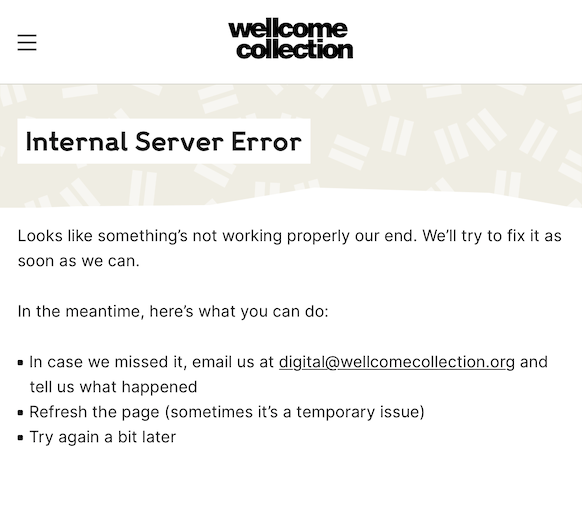 wellcome
collection
Internal Server Error
Looks like something’s not working properly our end. We’ll try to fix it as
soon as we can.
In the meantime, here’s what you can do:
In case we missed it, email us at digital@wellcomecollection.org and
tell us what happened
Refresh the page (sometimes it’s a temporary issue)
Try again a bit later